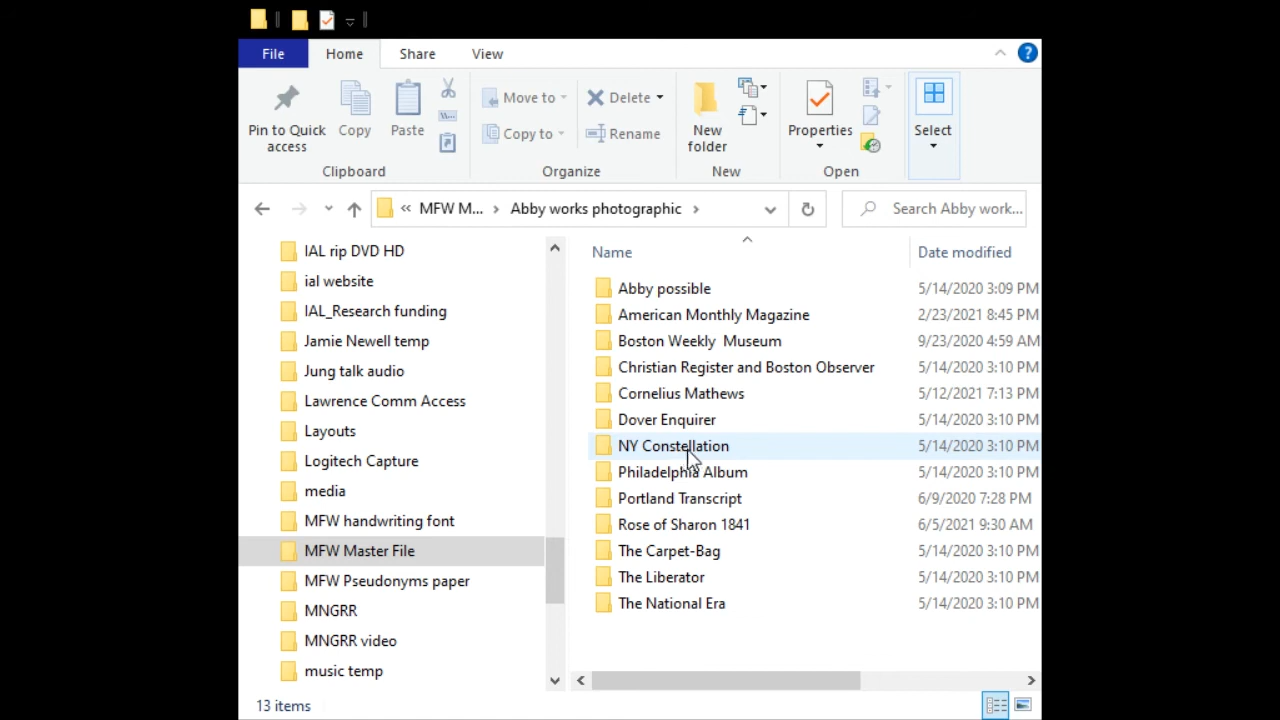 File Home Share View
Pin to Quick access
Copy
Paste
Move to
Copy to
Delete
Rename
New folder
Properties
Select
Clipboard Organize New Open
« MFW M... › Abby works photographic › Search Abby work...
IAL rip DVD HD
ial website
IAL_Research funding
Jamie Newell temp
Jung talk audio
Lawrence Comm Access
Layouts
Logitech Capture
media
MFW handwriting font
MFW Master File
MFW Pseudonyms paper
MNGRR
MNGRR video
music temp
Name Date modified
Abby possible 5/14/2020 3:09 PM
American Monthly Magazine 2/23/2021 8:45 PM
Boston Weekly  Museum 9/23/2020 4:59 AM
Christian Register and Boston Observer 5/14/2020 3:10 PM
Cornelius Mathews 5/12/2021 7:13 PM
Dover Enquirer 5/14/2020 3:10 PM
NY Constellation 5/14/2020 3:10 PM
Philadelphia Album 5/14/2020 3:10 PM
Portland Transcript 6/9/2020 7:28 PM
Rose of Sharon 1841 6/5/2021 9:30 AM
The Carpet-Bag 5/14/2020 3:10 PM
The Liberator 5/14/2020 3:10 PM
The National Era 5/14/2020 3:10 PM
13 items